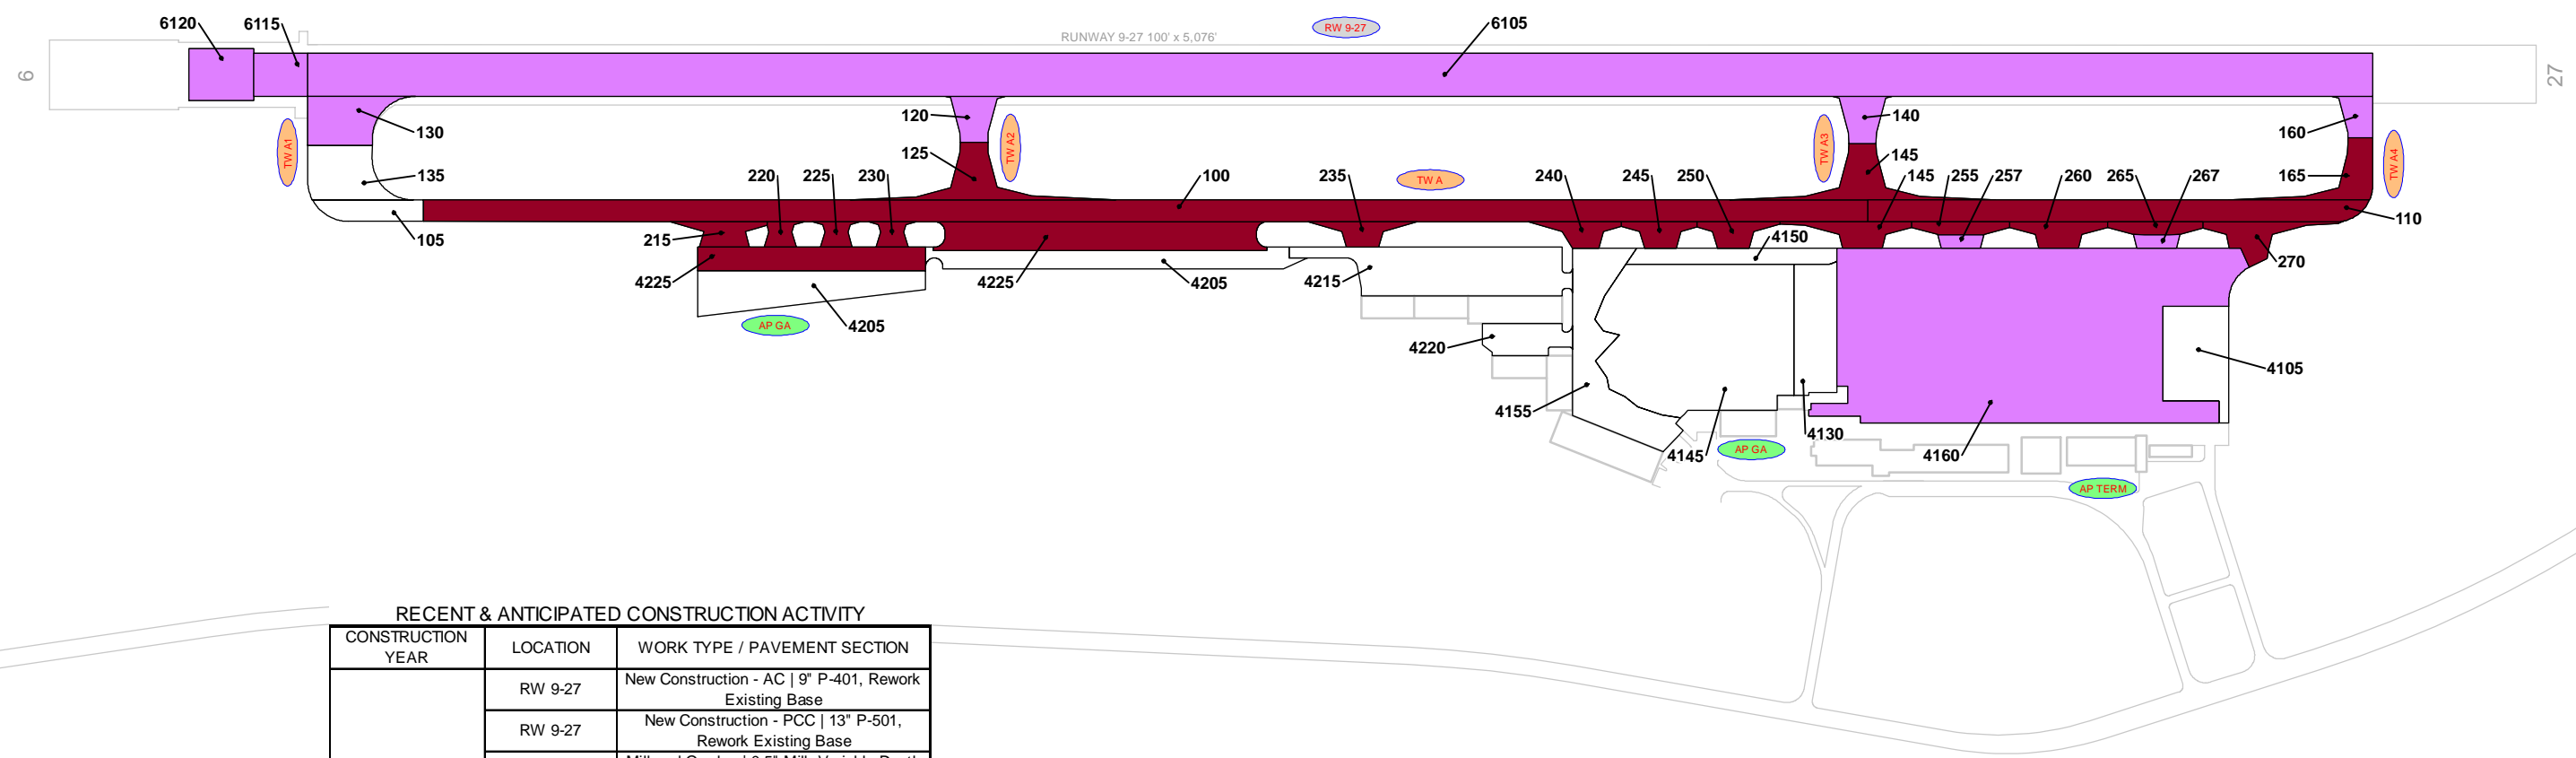 6120
6115
RUNWAY 9-27 100' x 5,076'
RW 9-27
6105
9
27
130
120
140
160
TW A1
TW A2
TW A3
TW A4
125
145
135
220
225
230
100
235
TW A
240
245
250
145
255
257
260
265
267
165
105
215
110
4150
270
4225
4225
4205
4215
4205
AP GA
4220
4105
4155
4130
4145
AP GA
4160
AP TERM
RECENT & ANTICIPATED CONSTRUCTION ACTIVITY
CONSTRUCTION
YEAR
LOCATION
WORK TYPE / PAVEMENT SECTION
RW 9-27
New Construction - AC | 9" P-401, Rework
Existing Base
RW 9-27
New Construction - PCC | 13" P-501,
Rework Existing Base